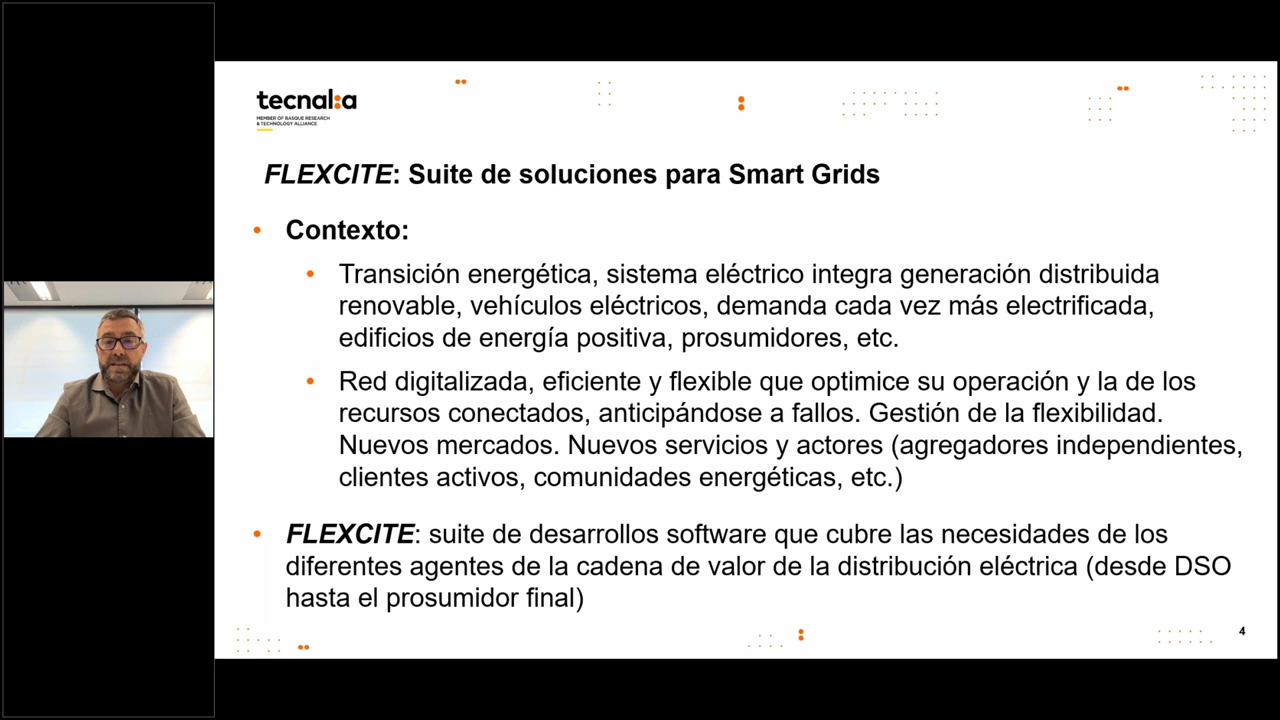 tecnal:a
MEMBER OF BASQUE RESEARCH
& TECHNOLOGY ALLIANCE
FLEXCITE: Suite de soluciones para Smart Grids
• Contexto:
• Transición energética, sistema eléctrico integra generación distribuida
renovable, vehículos eléctricos, demanda cada vez más electrificada,
edificios de energía positiva, prosumidores, etc.
• Red digitalizada, eficiente y flexible que optimice su operación y la de los
recursos conectados, anticipándose a fallos. Gestión de la flexibilidad.
Nuevos mercados. Nuevos servicios y actores (agregadores independientes,
clientes activos, comunidades energéticas, etc.)
• FLEXCITE: suite de desarrollos software que cubre las necesidades de los
diferentes agentes de la cadena de valor de la distribución eléctrica (desde DSO
hasta el prosumidor final)
4